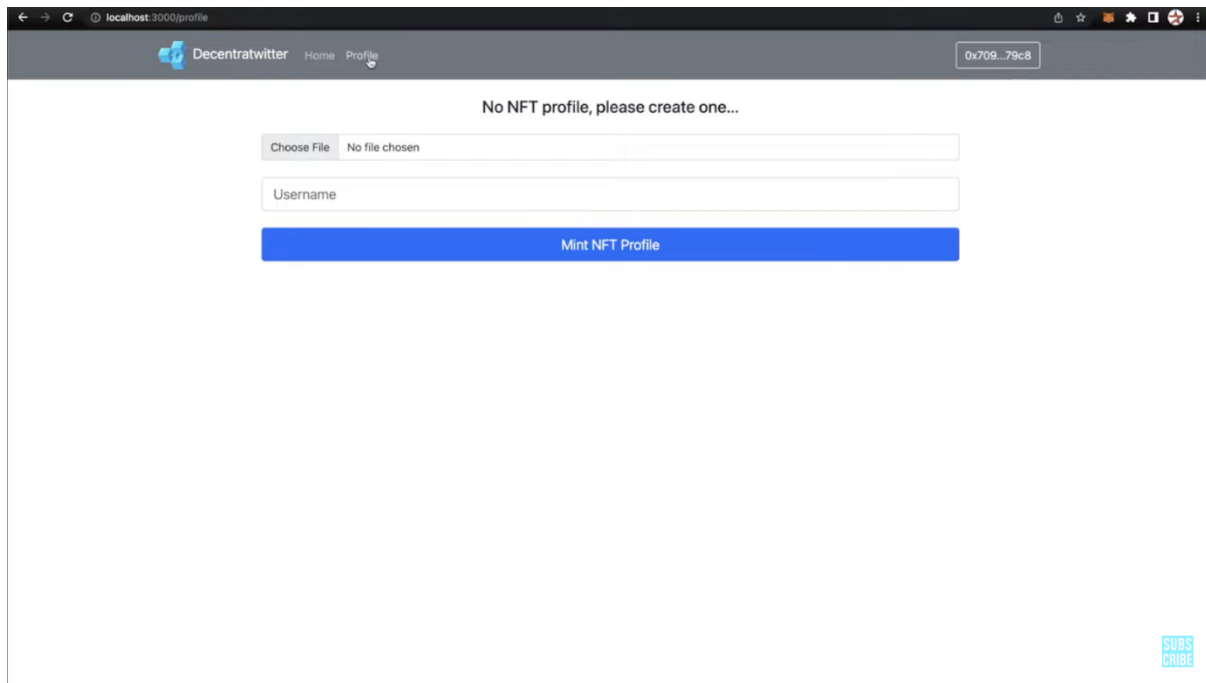 localhost:3000/profile
Decentratwitter Home Profile 0x709...79c8
No NFT profile, please create one...
Choose File No file chosen
Username
Mint NFT Profile
SUBS
CRIBE